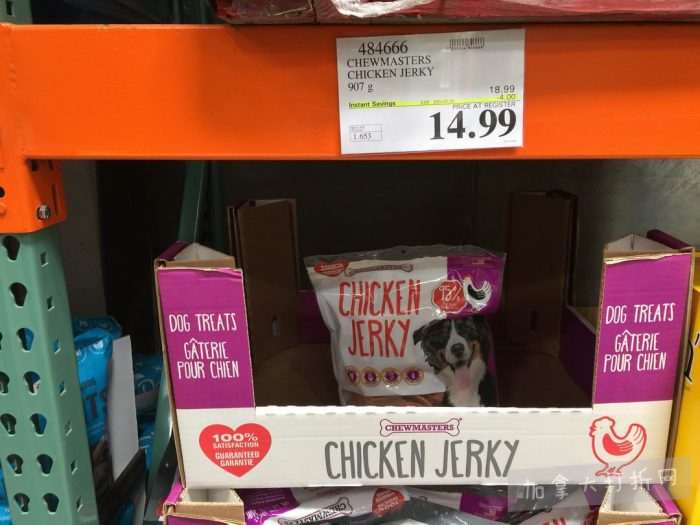 484666
CHEWMASTERS
CHICKEN JERKY
907 g
18.99
Instant Savings
-4.00
PRICE AT REGISTER
1.653
14.99
CHEWMASTERS
CHICKEN
JERKY
DOG TREATS
GÂTERIE
POUR CHIEN
DOG TREATS
GÂTERIE
POUR CHIEN
100%
SATISFACTION
GUARANTEED
GARANTIE
CHEWMASTERS
CHICKEN JERKY
加拿大打折网